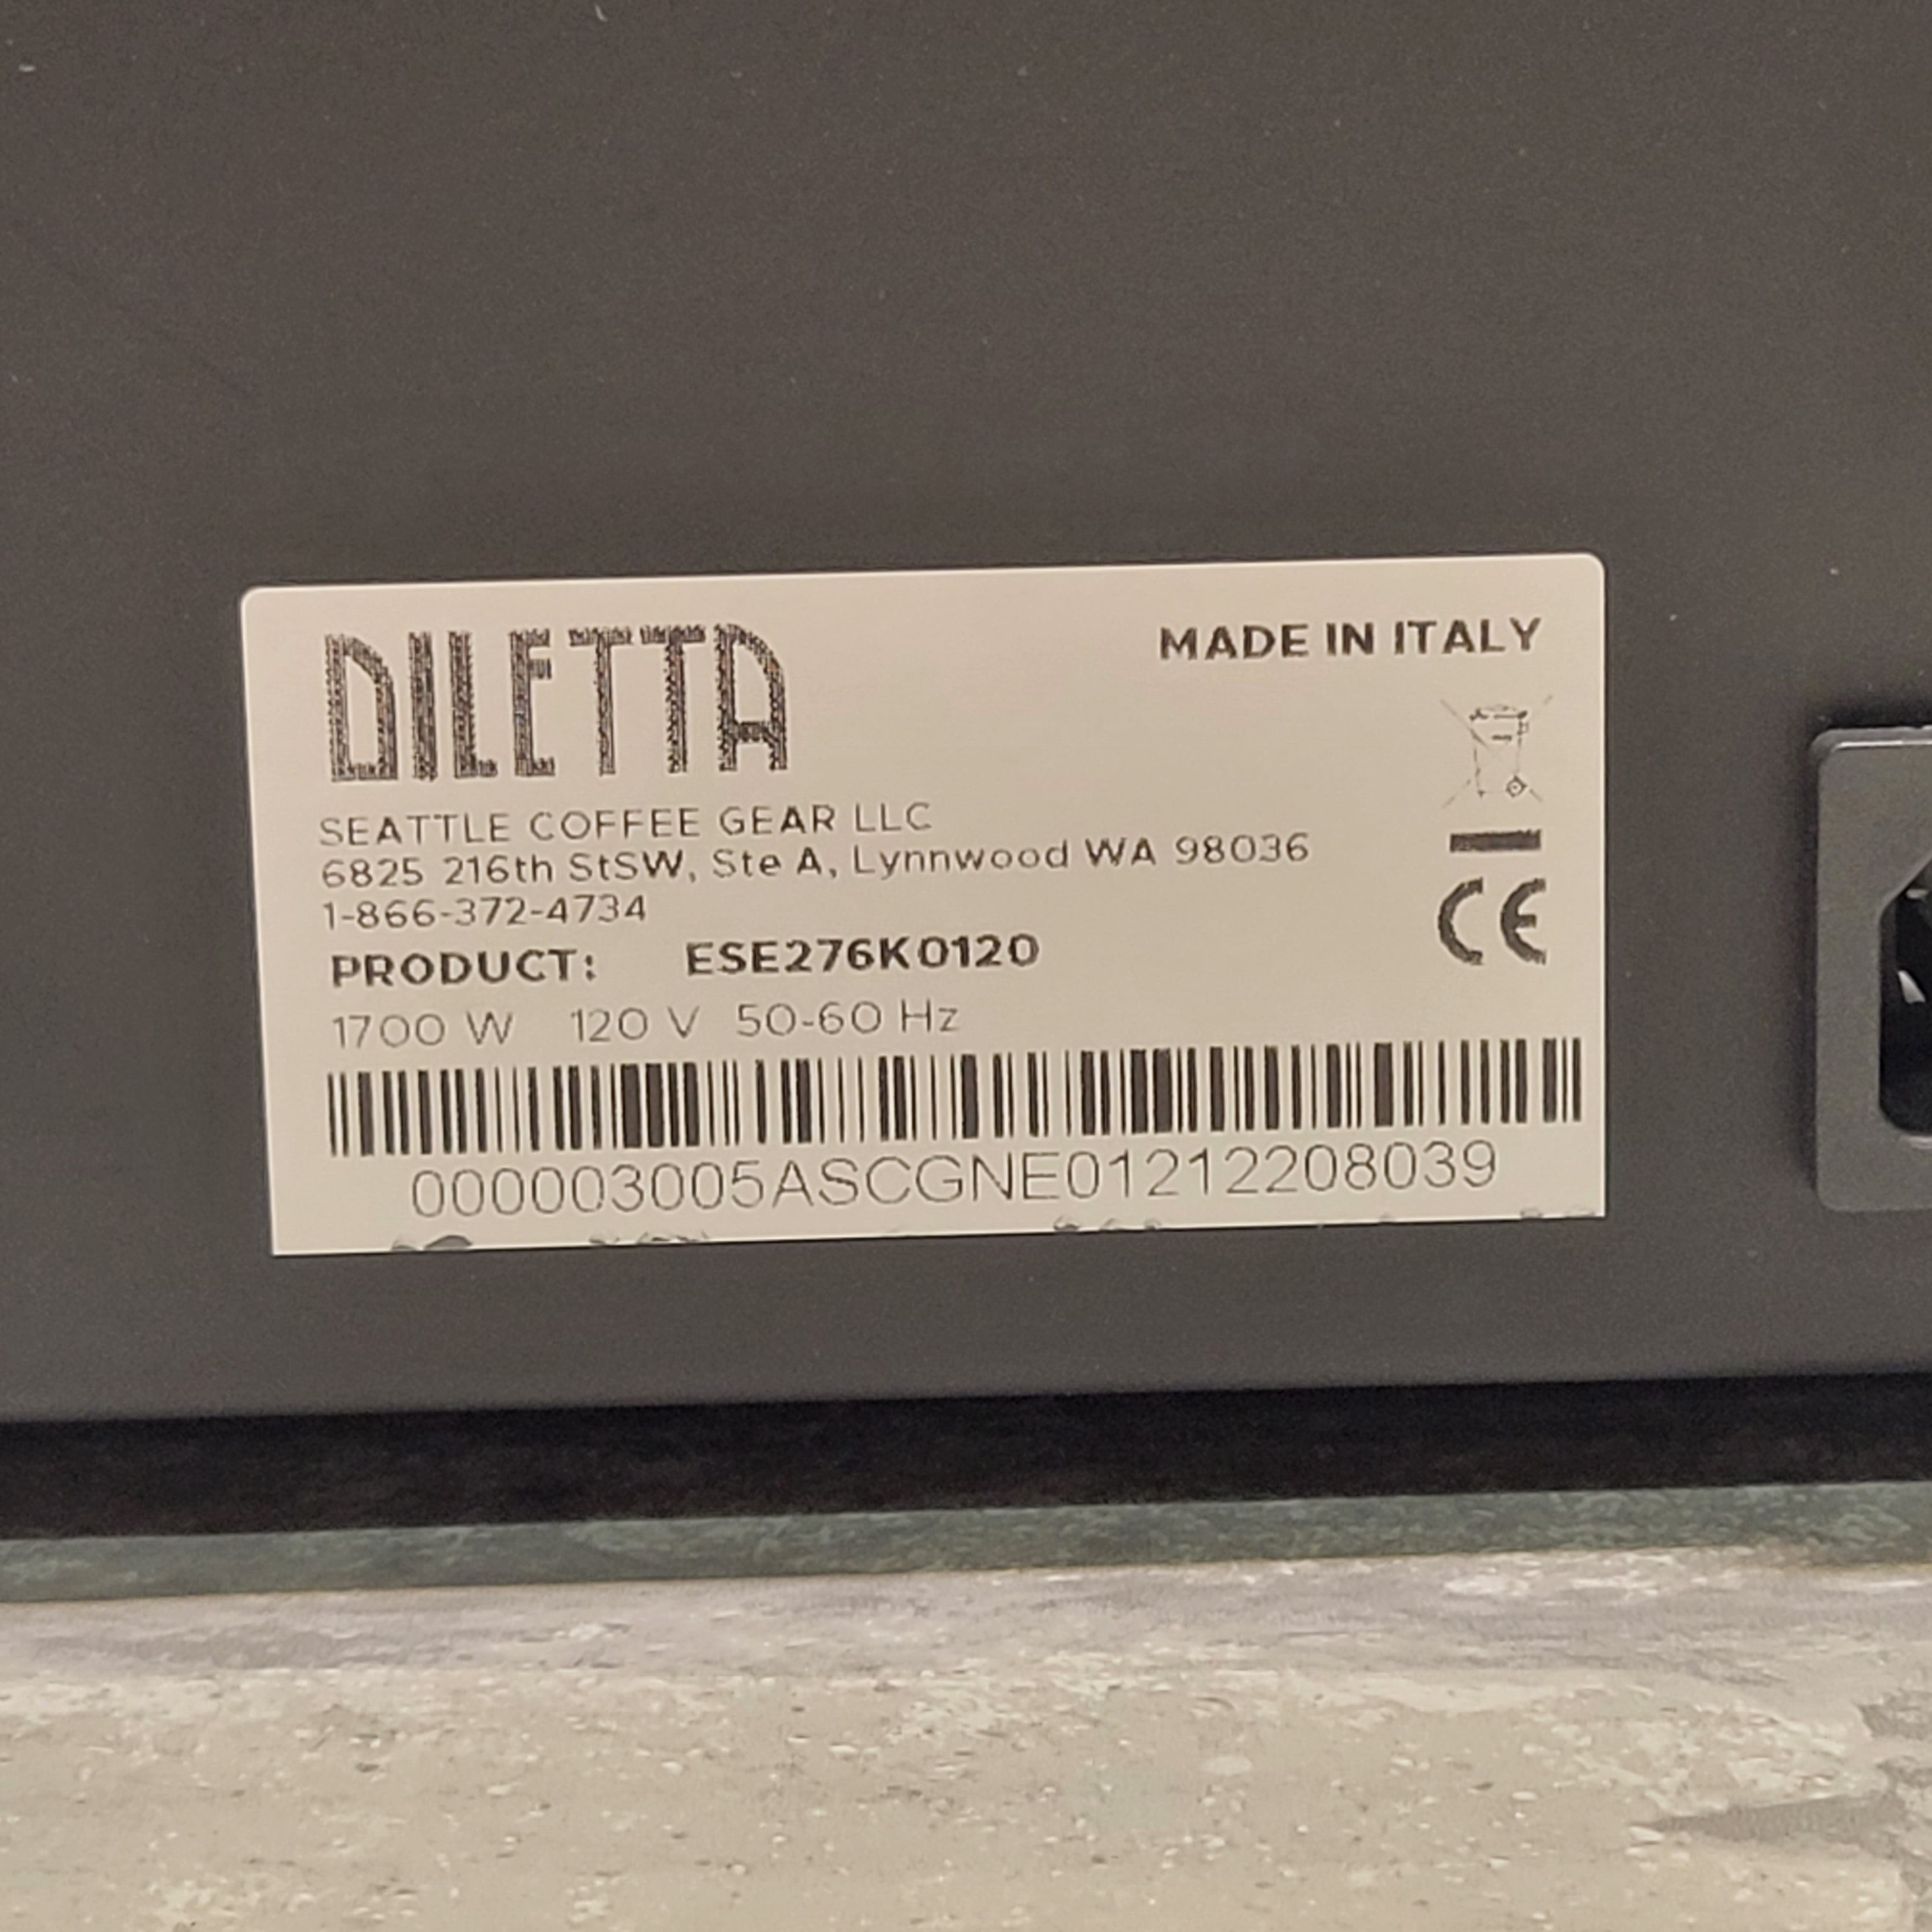 DILETTA
MADE IN ITALY
SEATTLE COFFEE GEAR LLC
6825 216th StSW, Ste A, Lynnwood WA 98036
1-866-372-4734
PRODUCT: ESE276K0120
1700 W 120 V 50-60 Hz
CE
000003005ASCGNE01212208039